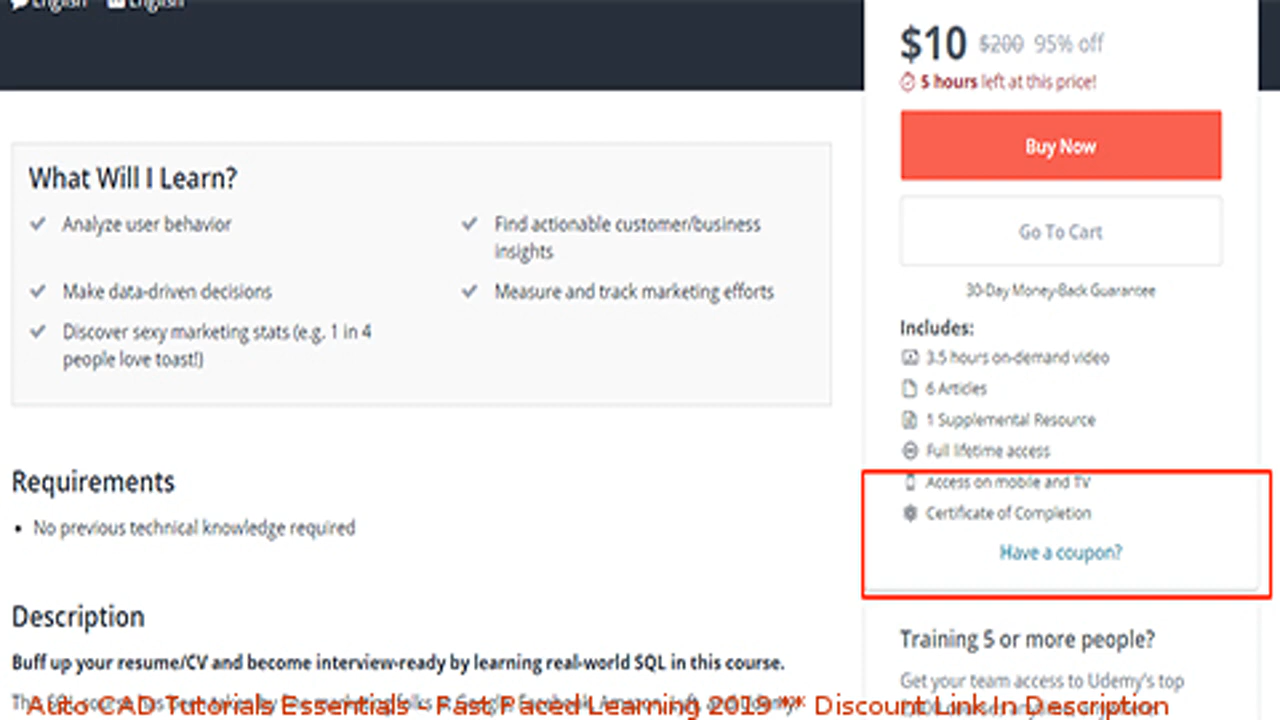 English English
What Will I Learn?
Analyze user behavior
Find actionable customer/business
insights
Make data-driven decisions
Measure and track marketing efforts
Discover sexy marketing stats (e.g. 1 in 4
people love toast!)
Requirements
• No previous technical knowledge required
Description
Buff up your resume/CV and become interview-ready by learning real-world SQL in this course.
$10 $200 95% off
5 hours left at this price!
Buy Now
Go To Cart
30-Day Money-Back Guarantee
Includes:
3.5 hours on-demand video
6 Articles
1 Supplemental Resource
Full lifetime access
Access on mobile and TV
Certificate of Completion
Have a coupon?
Training 5 or more people?
Get your team access to Udemy's top
Auto CAD Tutorials Essentials - Fast Paced Learning 2019 ** Discount Link In Description